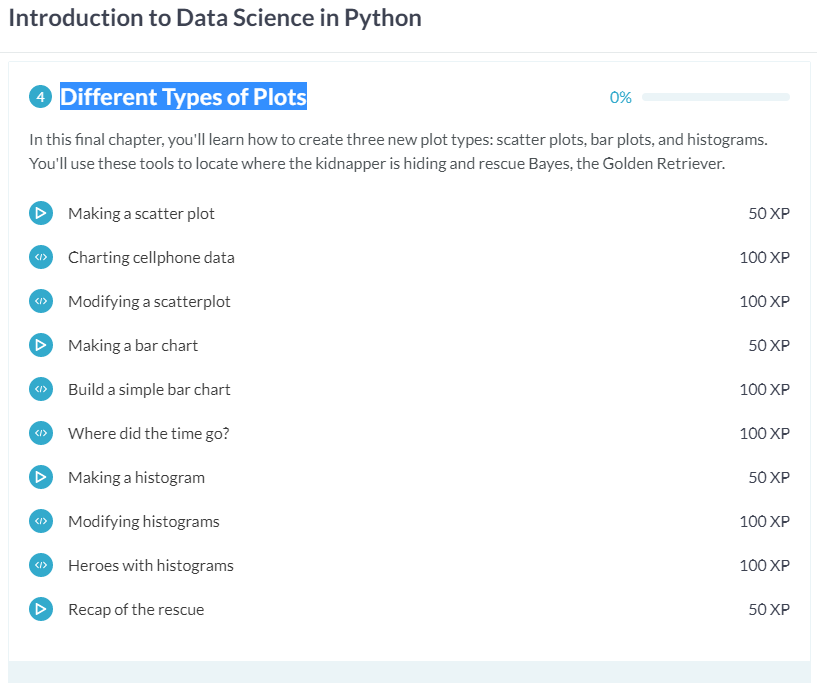 Introduction to Data Science in Python
4 Different Types of Plots 0%
In this final chapter, you'll learn how to create three new plot types: scatter plots, bar plots, and histograms.
You'll use these tools to locate where the kidnapper is hiding and rescue Bayes, the Golden Retriever.
Making a scatter plot 50 XP
</> Charting cellphone data 100 XP
</> Modifying a scatterplot 100 XP
Making a bar chart 50 XP
</> Build a simple bar chart 100 XP
</> Where did the time go? 100 XP
Making a histogram 50 XP
</> Modifying histograms 100 XP
</> Heroes with histograms 100 XP
Recap of the rescue 50 XP